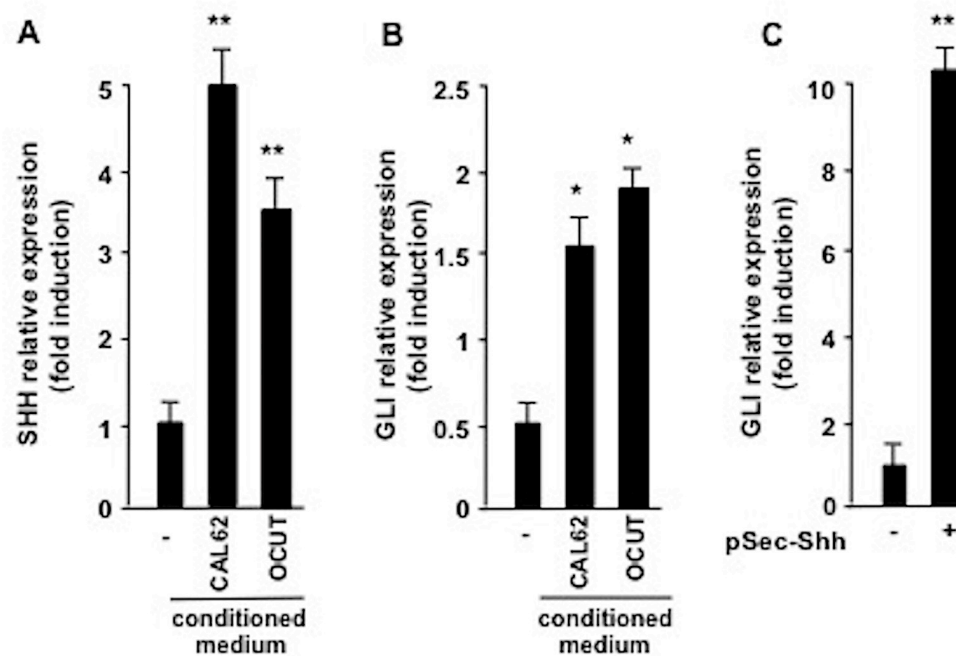 A
SHH relative expression
(fold induction)
5
4
3
2
1
0
**
**
-
CAL62
OCUT
conditioned
medium
B
GLI relative expression
(fold induction)
2.5
2
1.5
1
0.5
0
*
*
-
CAL62
OCUT
conditioned
medium
C
GLI relative expression
(fold induction)
10
8
6
4
2
0
**
pSec-Shh
-
+